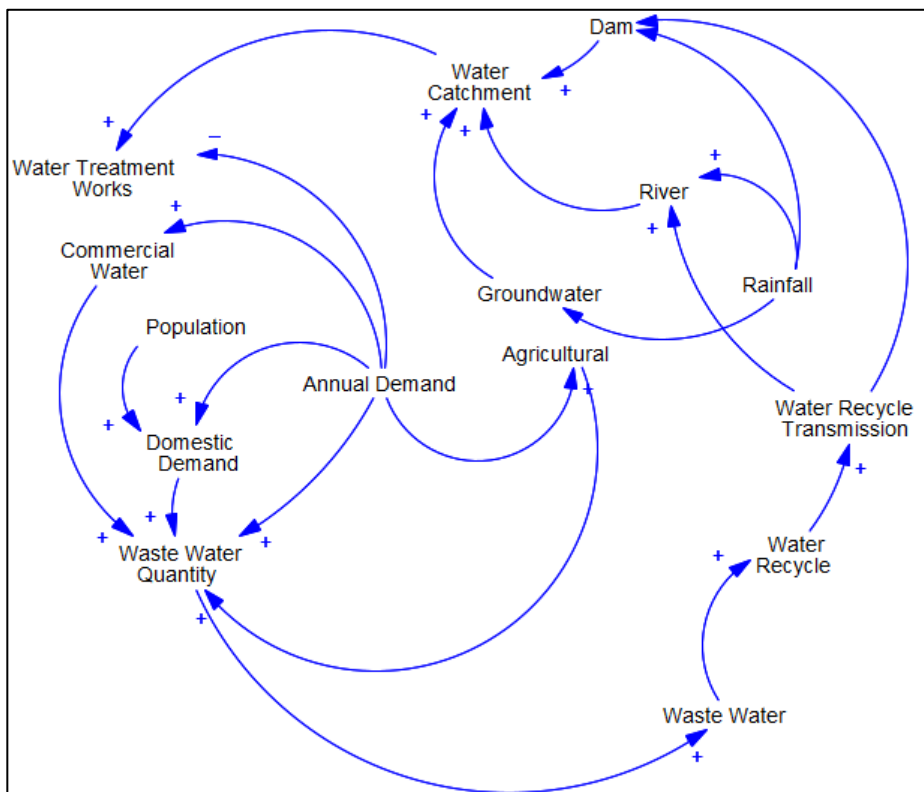 Dam
Water
Catchment
+
+
+
+
−
Water Treatment
Works
+
River
+
+
+
Commercial
Water
Groundwater
Rainfall
Population
Agricultural
Annual Demand
+
+
+
Water Recycle
Transmission
Domestic
Demand
+
+
+
+
Waste Water
Quantity
Water
Recycle
+
+
Waste Water
+